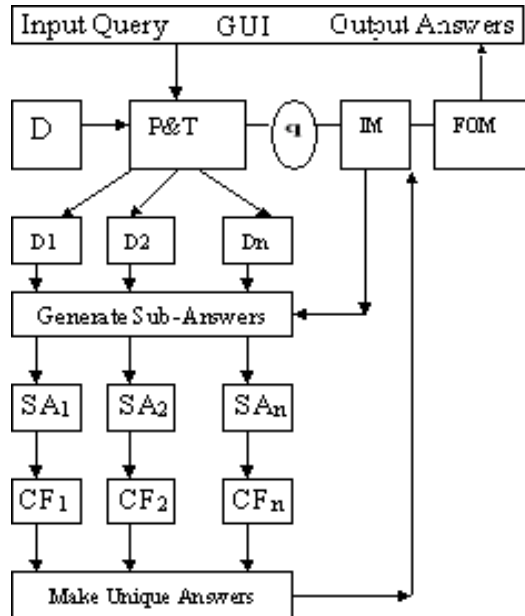 Input Query GUI Output Answers
D P&T q IM FOM
D1 D2 Dn
Generate Sub-Answers
SA1 SA2 SAn
CF1 CF2 CFn
Make Unique Answers